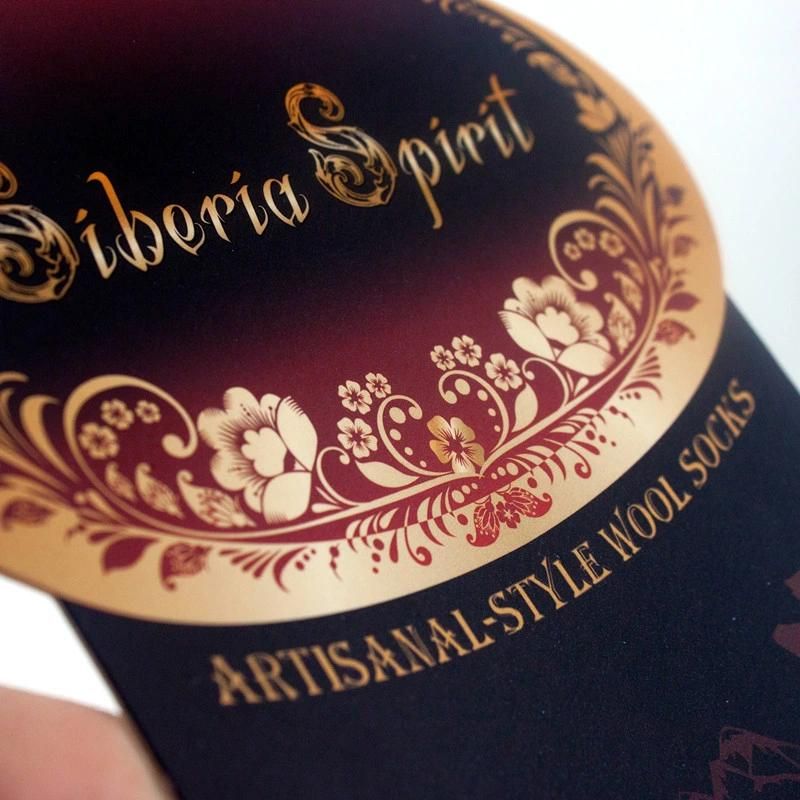 Siberia Spirit
ARTISANAL-STYLE WOOL SOCKS